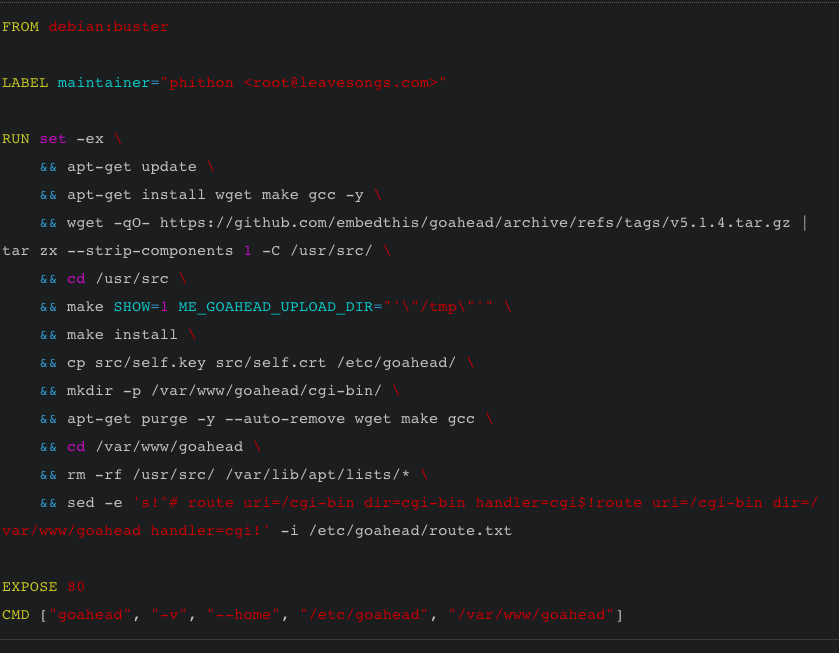 FROM debian:buster
LABEL maintainer="phithon <root@leavesongs.com>"
RUN set -ex \
    && apt-get update \
    && apt-get install wget make gcc -y \
    && wget -qO- https://github.com/embedthis/goahead/archive/refs/tags/v5.1.4.tar.gz |
tar zx --strip-components 1 -C /usr/src/ \
    && cd /usr/src \
    && make SHOW=1 ME_GOAHEAD_UPLOAD_DIR="'\"/tmp\"'" \
    && make install \
    && cp src/self.key src/self.crt /etc/goahead/ \
    && mkdir -p /var/www/goahead/cgi-bin/ \
    && apt-get purge -y --auto-remove wget make gcc \
    && cd /var/www/goahead \
    && rm -rf /usr/src/ /var/lib/apt/lists/* \
    && sed -e 's!^# route uri=/cgi-bin dir=cgi-bin handler=cgi$!route uri=/cgi-bin dir=/
var/www/goahead handler=cgi!' -i /etc/goahead/route.txt
EXPOSE 80
CMD ["goahead", "-v", "--home", "/etc/goahead", "/var/www/goahead"]